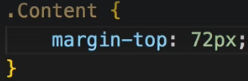 .Content {
    margin-top: 72px;
}